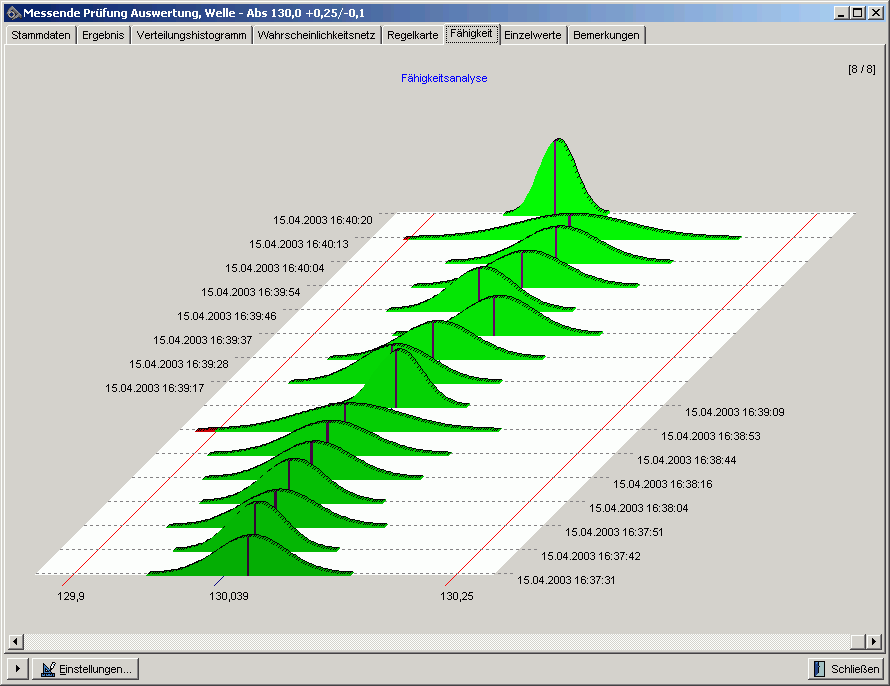 Messende Prüfung Auswertung, Welle - Abs 130,0 +0,25/-0,1
Stammdaten Ergebnis Verteilungshistogramm Wahrscheinlichkeitsnetz Regelkarte Fähigkeit Einzelwerte Bemerkungen
[8 / 8]
Fähigkeitsanalyse
15.04.2003 16:40:20
15.04.2003 16:40:13
15.04.2003 16:40:04
15.04.2003 16:39:54
15.04.2003 16:39:46
15.04.2003 16:39:37
15.04.2003 16:39:28
15.04.2003 16:39:17
15.04.2003 16:39:09
15.04.2003 16:38:53
15.04.2003 16:38:44
15.04.2003 16:38:16
15.04.2003 16:38:04
15.04.2003 16:37:51
15.04.2003 16:37:42
15.04.2003 16:37:31
129,9 130,039 130,25
Einstellungen... Schließen